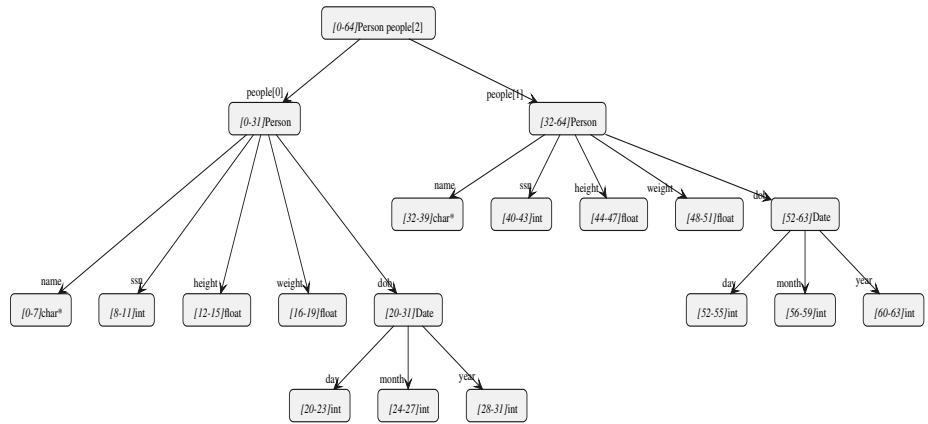 [0-64]Person people[2]
people[0]
people[1]
[0-31]Person
[32-64]Person
name
ssn
height
weight
dob
[32-39]char*
[40-43]int
[44-47]float
[48-51]float
[52-63]Date
name
ssn
height
weight
dob
day
month
year
[0-7]char*
[8-11]int
[12-15]float
[16-19]float
[20-31]Date
[52-55]int
[56-59]int
[60-63]int
day
month
year
[20-23]int
[24-27]int
[28-31]int